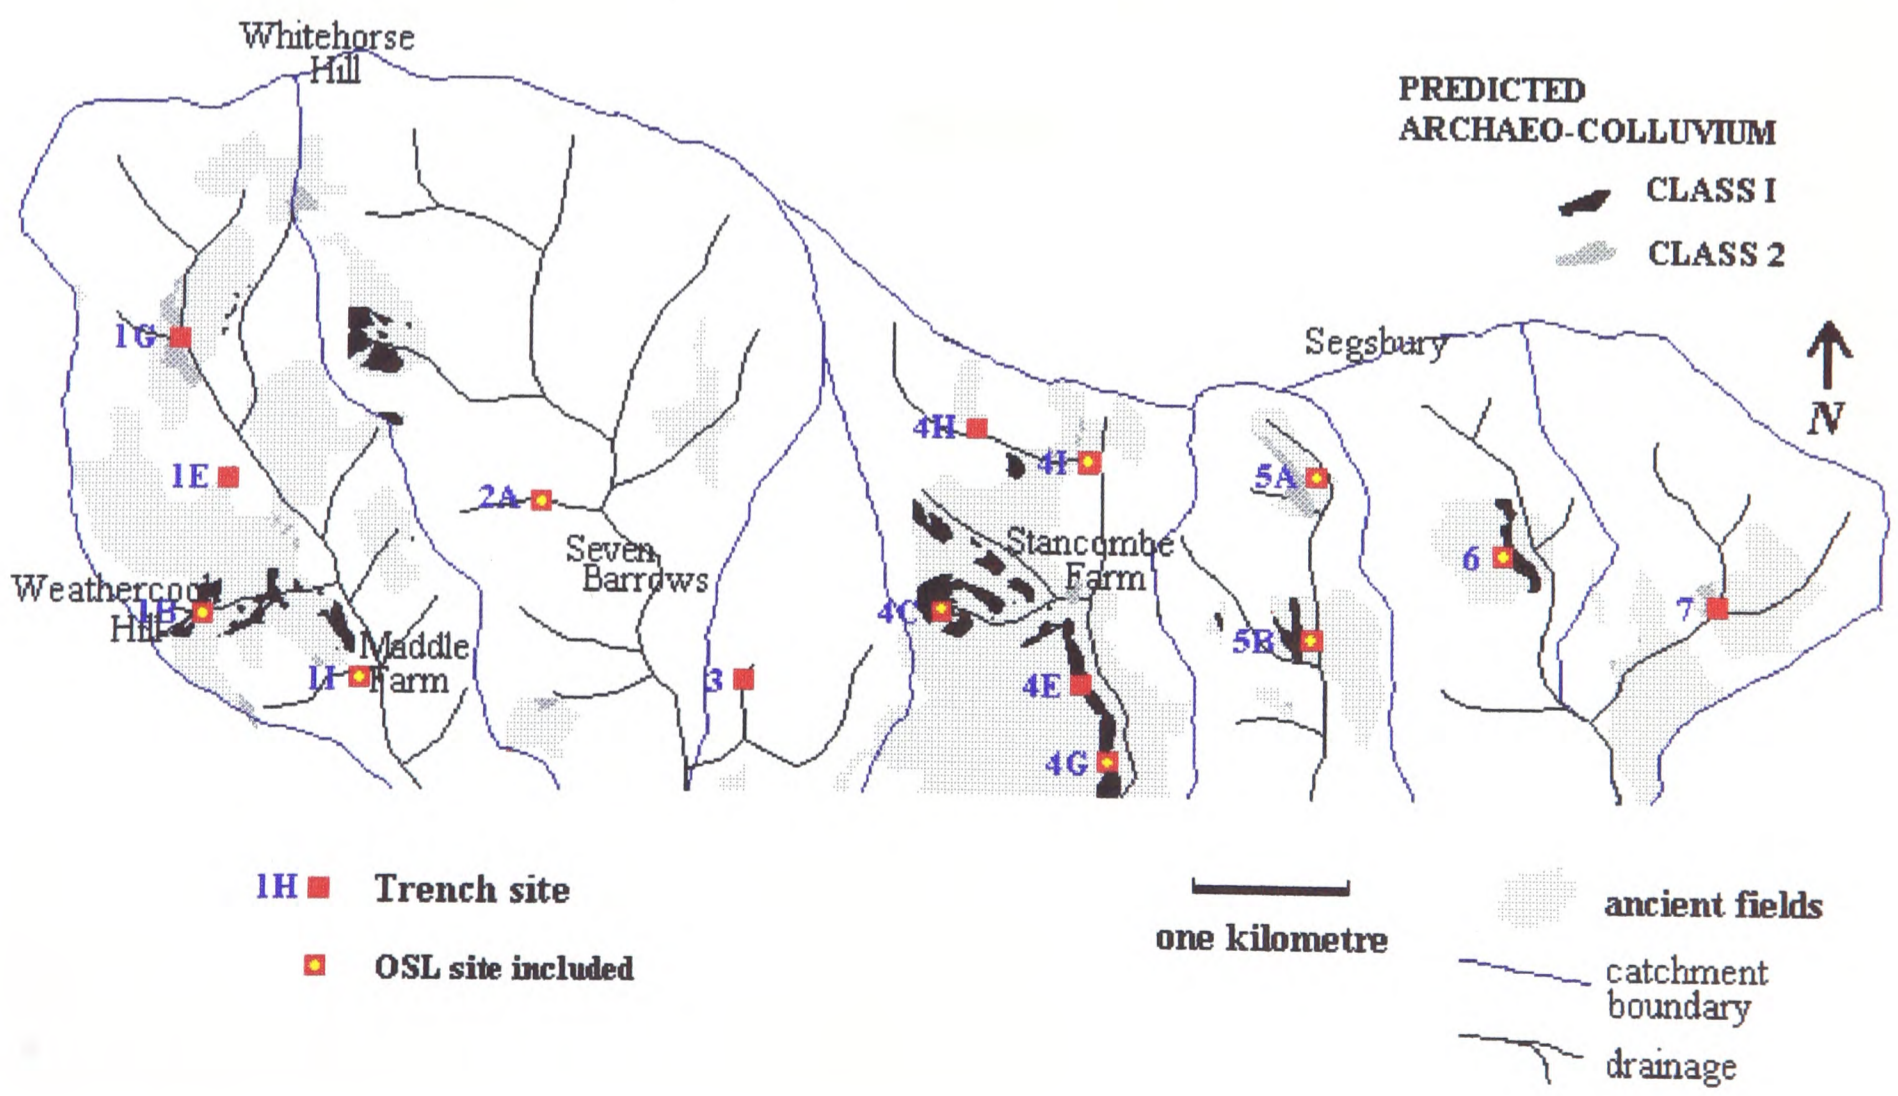 Whitehorse
Hill
PREDICTED
ARCHAEO-COLLUVIUM
CLASS I
CLASS 2
1G
Segsbury
N
4H
4I
1E
5A
2A
Seven
Barrows
Stancombe
Farm
6
Weathercock
Hill
1B
4C
7
5B
Maddle
Farm
1H
3
4E
4G
1H Trench site
OSL site included
one kilometre
ancient fields
catchment
boundary
drainage